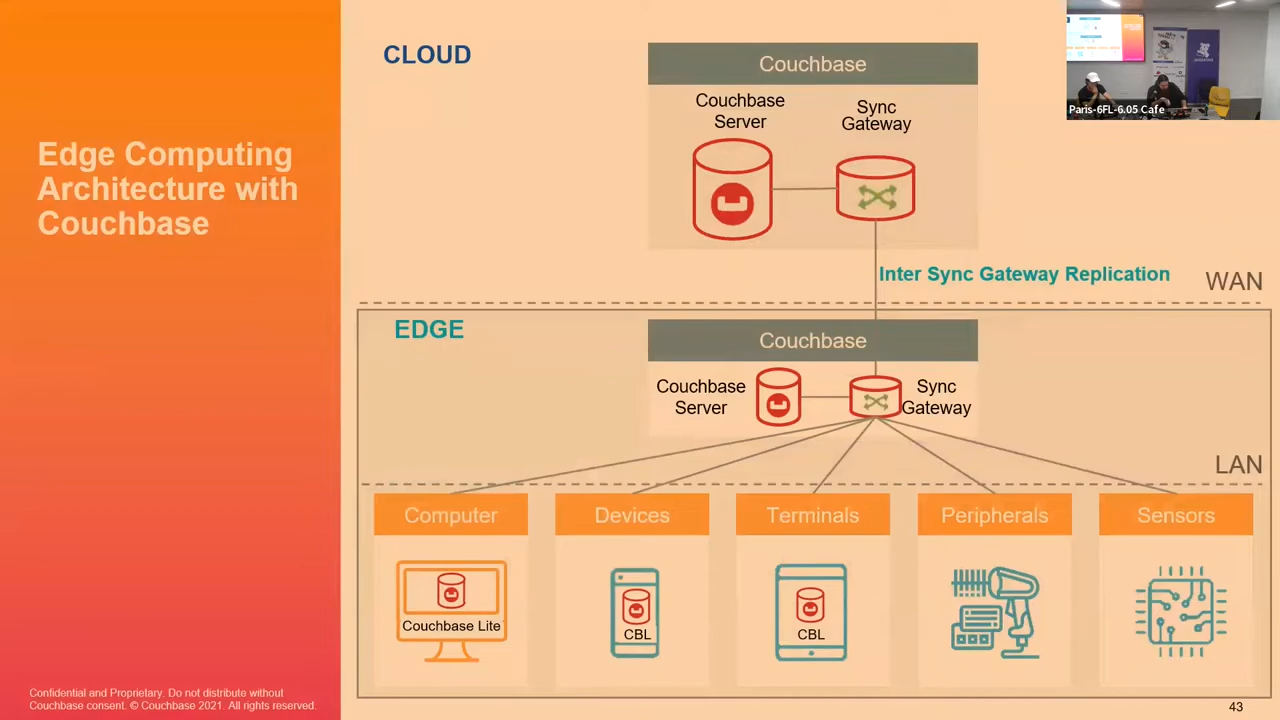 CLOUD
Couchbase
Couchbase
Server
Sync
Gateway
Paris-6FL-6.05 Cafe
Edge Computing
Architecture with
Couchbase
Inter Sync Gateway Replication
WAN
EDGE
Couchbase
Couchbase
Server
Sync
Gateway
LAN
Computer
Devices
Terminals
Peripherals
Sensors
Couchbase Lite
CBL
CBL
Confidential and Proprietary. Do not distribute without
Couchbase consent. © Couchbase 2021. All rights reserved.
43